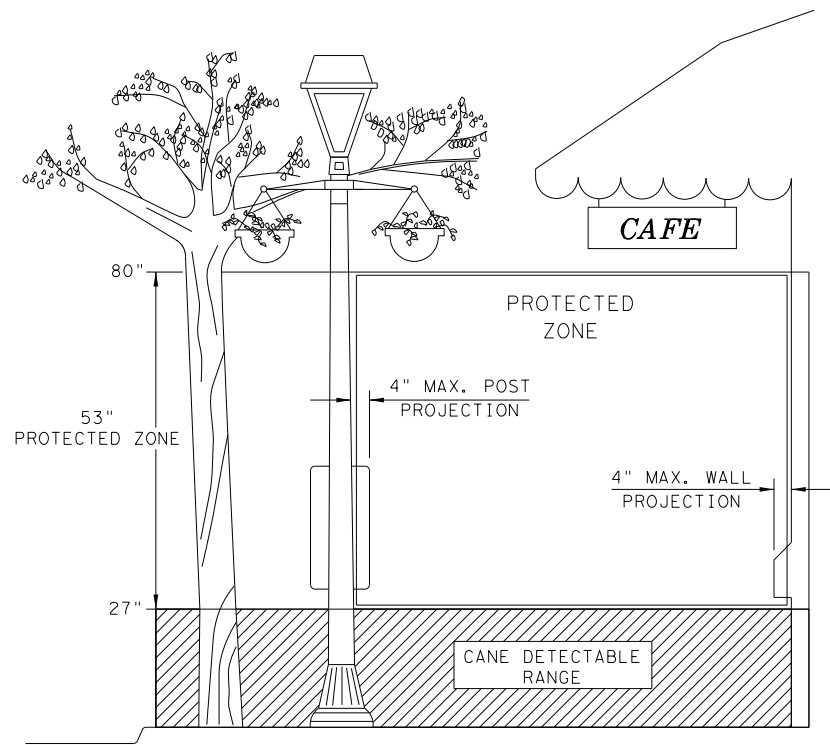 CAFE
80"
PROTECTED
ZONE
4" MAX. POST
PROJECTION
53"
PROTECTED ZONE
4" MAX. WALL
PROJECTION
27"
CANE DETECTABLE
RANGE